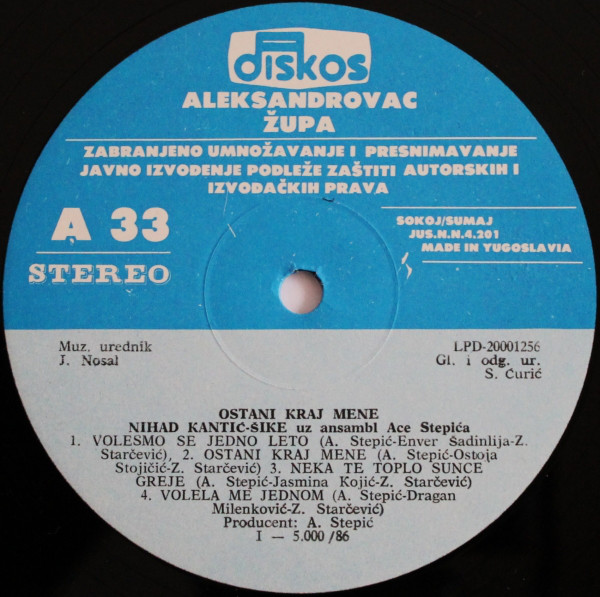 diskos
ALEKSANDROVAC
ŽUPA
ZABRANJENO UMNOŽAVANJE I PRESNIMAVANJE
JAVNO IZVOĐENJE PODLEŽE ZAŠTITI AUTORSKIH I
IZVOĐAČKIH PRAVA
A 33
STEREO
SOKOJ/SUMAJ
JUS.N.N.4.201
MADE IN YUGOSLAVIA
Muz. urednik
J. Nosal
LPD-20001256
Gl. i odg. ur.
S. Ćurić
OSTANI KRAJ MENE
NIHAD KANTIĆ-ŠIKE uz ansambl Ace Stepića
1. VOLESMO SE JEDNO LETO (A. Stepić-Enver Šadinlija-Z.
Starčević), 2. OSTANI KRAJ MENE (A. Stepić-Ostoja
Stojičić-Z. Starčević) 3. NEKA TE TOPLO SUNCE
GREJE (A. Stepić-Jasmina Kojić-Z. Starčević)
4. VOLELA ME JEDNOM (A. Stepić-Dragan
Milenković-Z. Starčević)
Producent: A. Stepić
I — 5.000/86